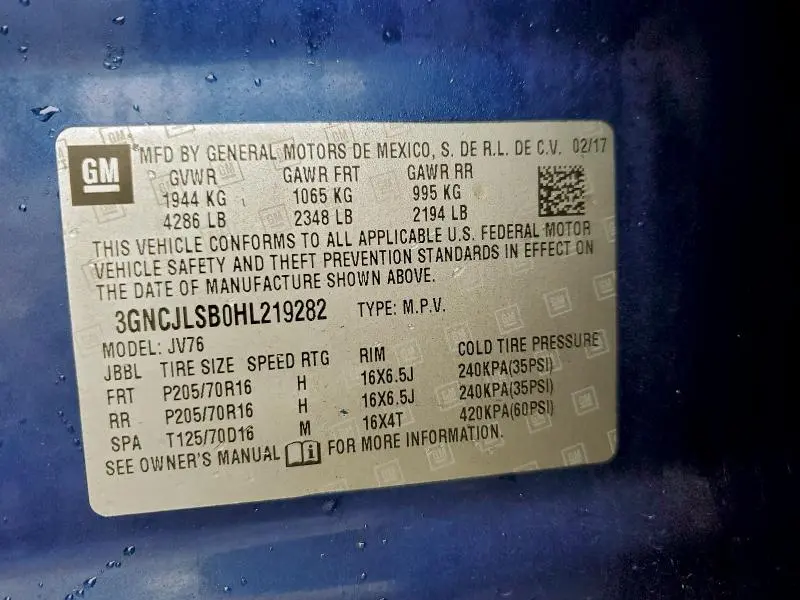 GM *MFD BY GENERAL MOTORS DE MEXICO, S. DE R.L. DE C.V. 02/17
GVWR GAWR FRT GAWR RR
1944 KG 1065 KG 995 KG
4286 LB 2348 LB 2194 LB
THIS VEHICLE CONFORMS TO ALL APPLICABLE U.S. FEDERAL MOTOR
VEHICLE SAFETY AND THEFT PREVENTION STANDARDS IN EFFECT ON
THE DATE OF MANUFACTURE SHOWN ABOVE.
3GNCJLSB0HL219282 TYPE: M.P.V.
MODEL: JV76
JBBL TIRE SIZE SPEED RTG RIM COLD TIRE PRESSURE
FRT P205/70R16 H 16X6.5J 240KPA(35PSI)
RR P205/70R16 H 16X6.5J 240KPA(35PSI)
SPA T125/70D16 M 16X4T 420KPA(60PSI)
SEE OWNER'S MANUAL FOR MORE INFORMATION.